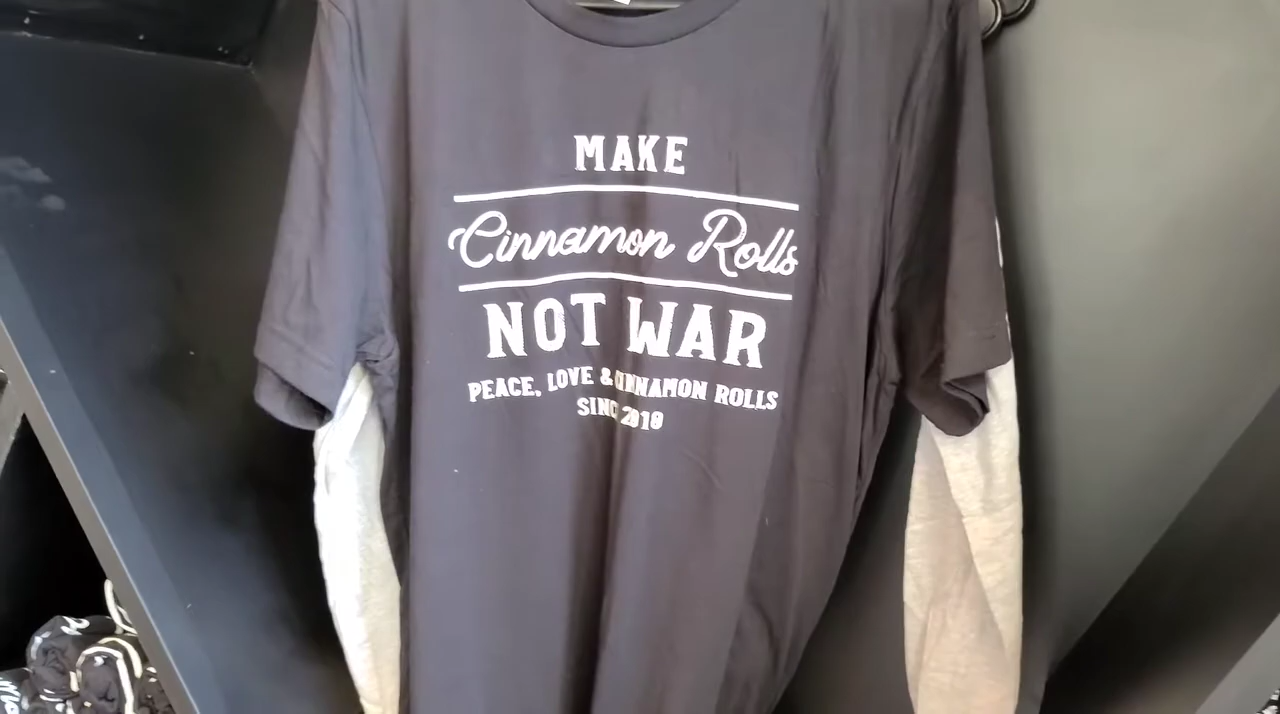 MAKE
Cinnamon Rolls
NOT WAR
PEACE, LOVE & CINNAMON ROLLS
SINCE 2018